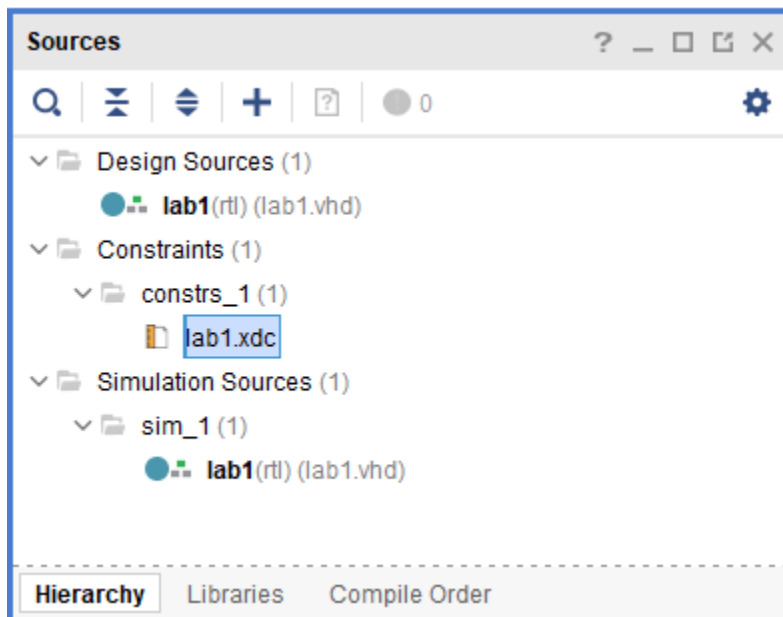 Sources
0
Design Sources (1)
lab1(rtl) (lab1.vhd)
Constraints (1)
constrs_1 (1)
lab1.xdc
Simulation Sources (1)
sim_1 (1)
lab1(rtl) (lab1.vhd)
Hierarchy Libraries Compile Order